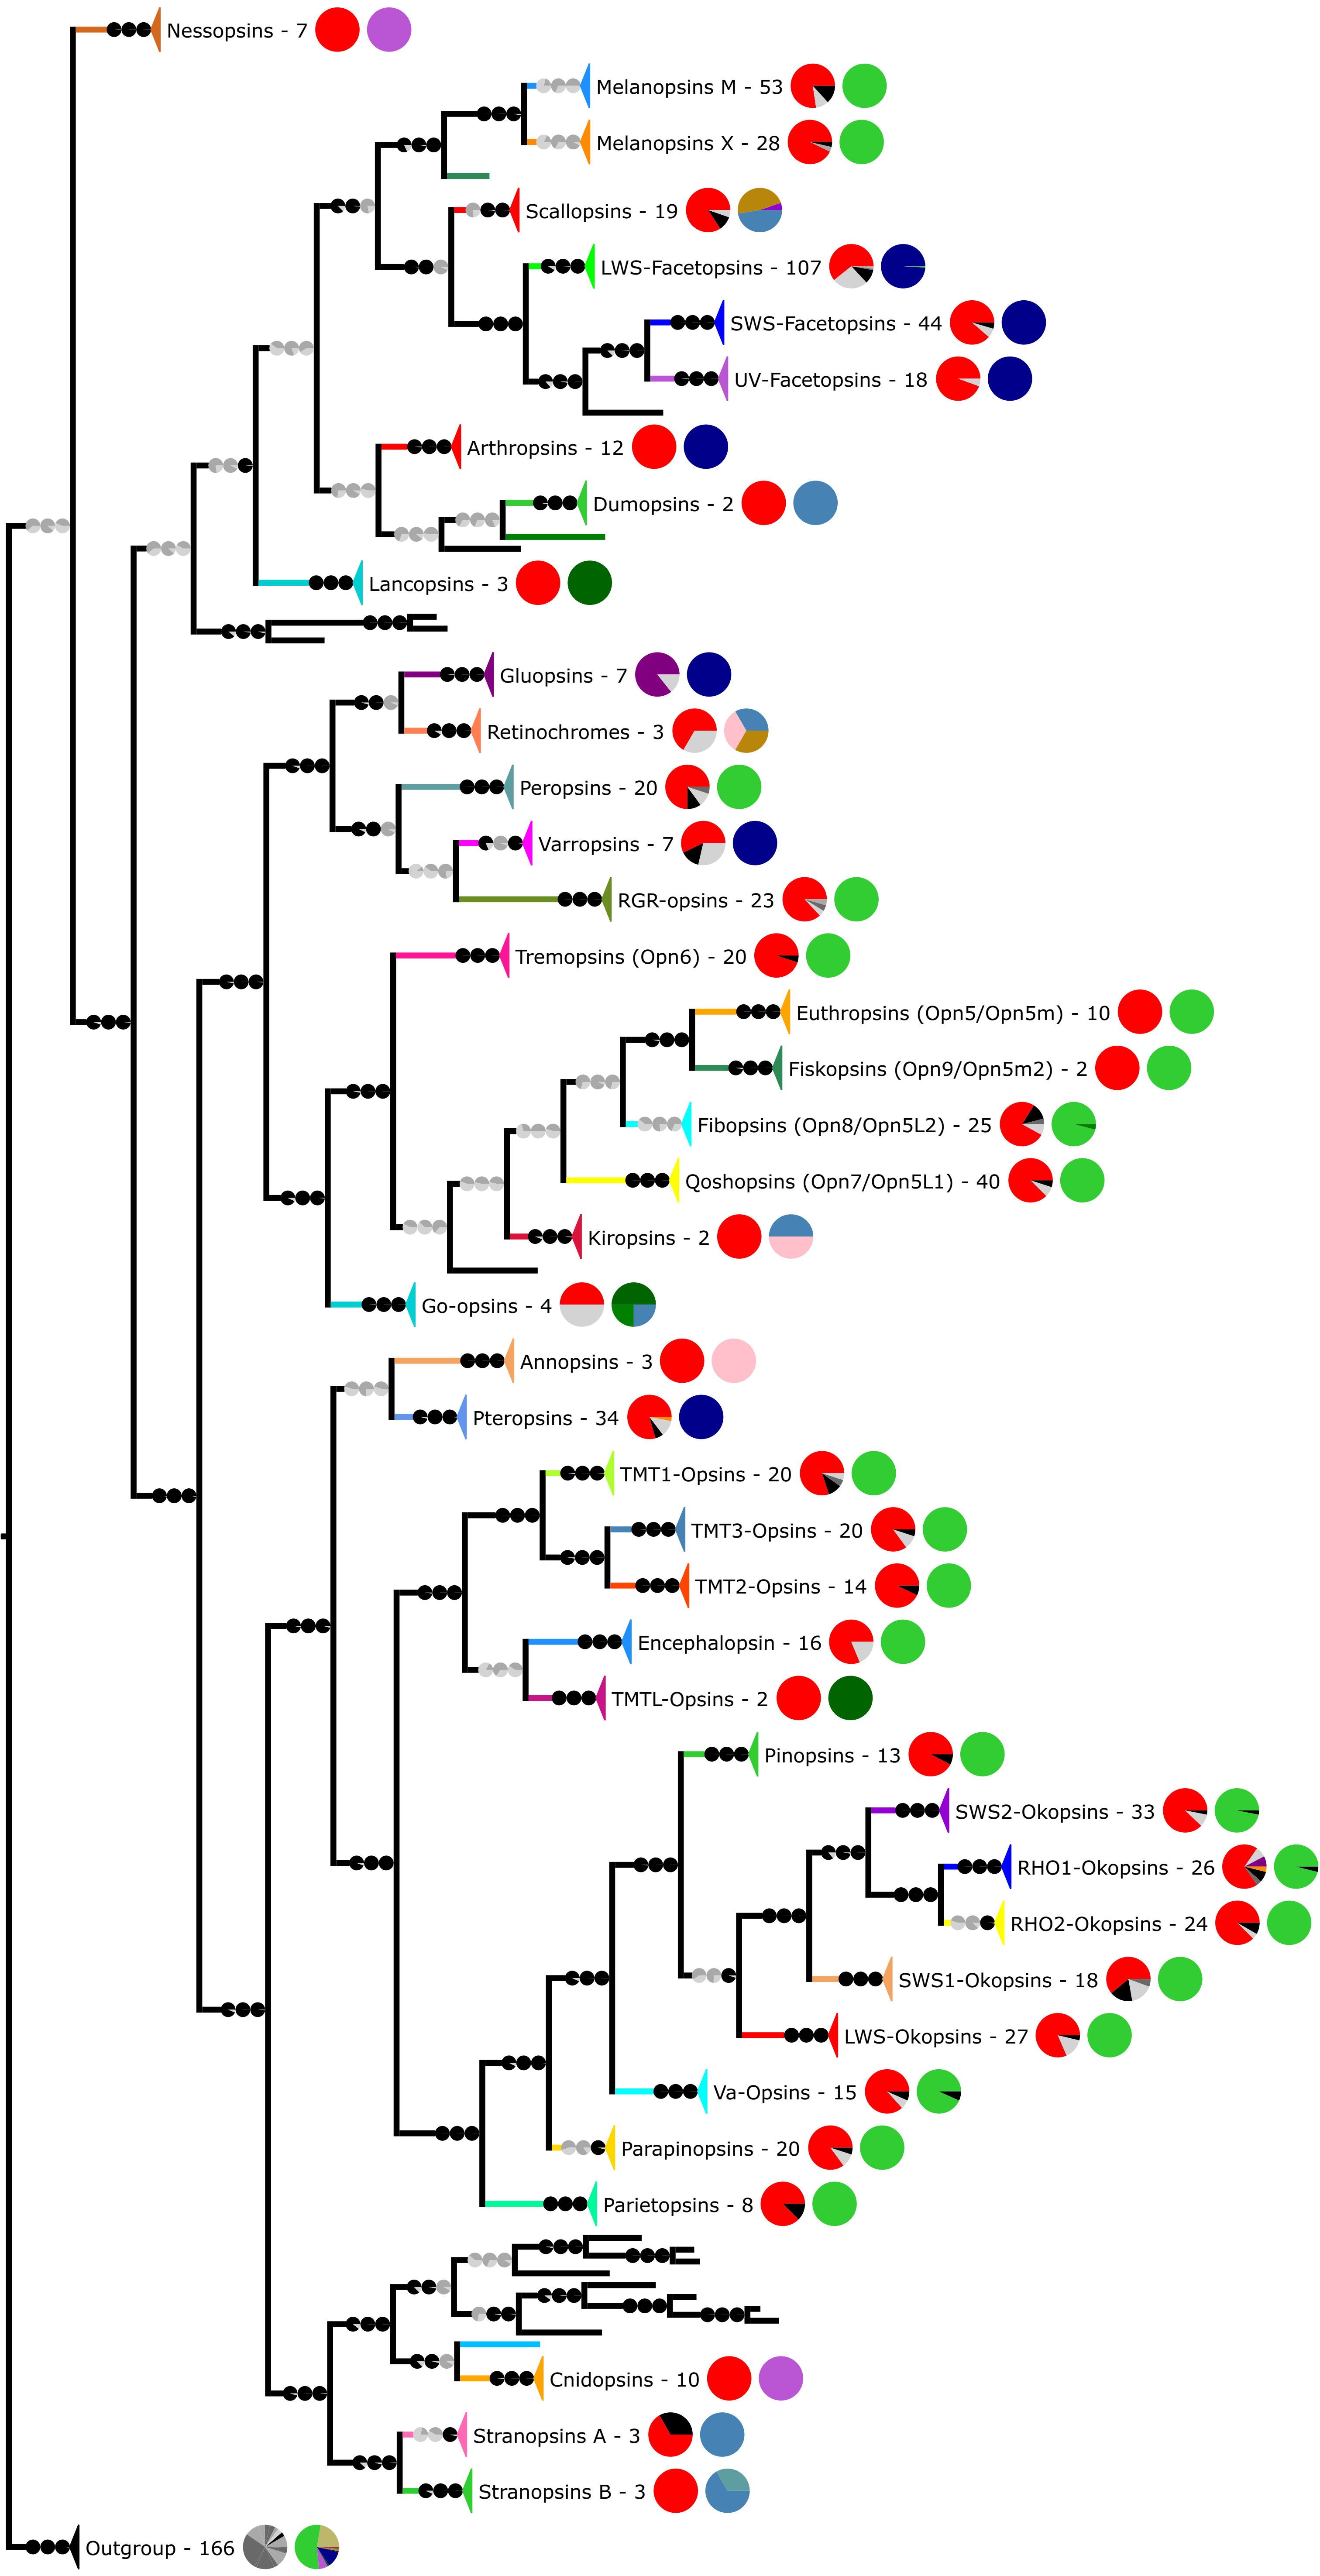 Nessopsins - 7
Melanopsins M - 53
Melanopsins X - 28
Scallopsins - 19
LWS-Facetopsins - 107
SWS-Facetopsins - 44
UV-Facetopsins - 18
Arthropsins - 12
Dumopsins - 2
Lancopsins - 3
Gluopsins - 7
Retinochromes - 3
Peropsins - 20
Varropsins - 7
RGR-opsins - 23
Tremopsins (Opn6) - 20
Euthropsins (Opn5/Opn5m) - 10
Fiskopsins (Opn9/Opn5m2) - 2
Fibopsins (Opn8/Opn5L2) - 25
Qoshopsins (Opn7/Opn5L1) - 40
Kiropsins - 2
Go-opsins - 4
Annopsins - 3
Pteropsins - 34
TMT1-Opsins - 20
TMT3-Opsins - 20
TMT2-Opsins - 14
Encephalopsin - 16
TMTL-Opsins - 2
Pinopsins - 13
SWS2-Okopsins - 33
RHO1-Okopsins - 26
RHO2-Okopsins - 24
SWS1-Okopsins - 18
LWS-Okopsins - 27
Va-Opsins - 15
Parapinopsins - 20
Parietopsins - 8
Cnidopsins - 10
Stranopsins A - 3
Stranopsins B - 3
Outgroup - 166